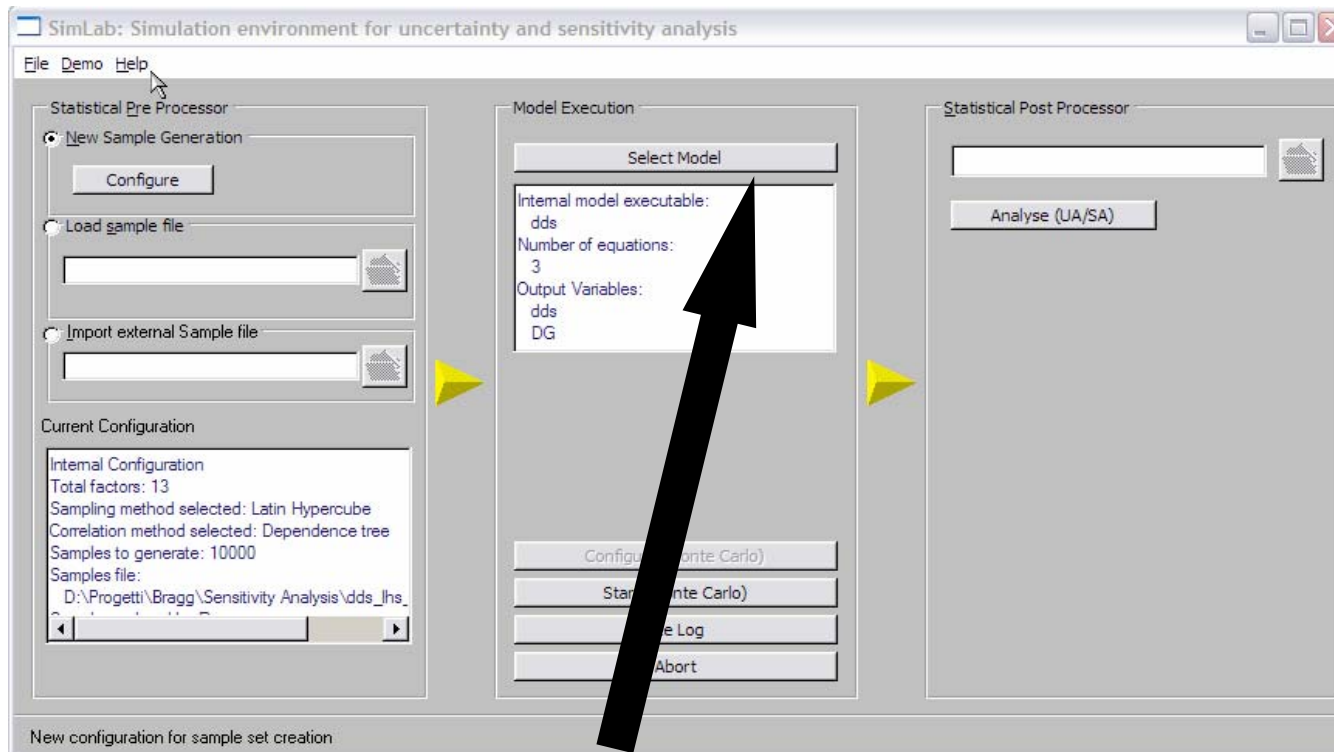 SimLab: Simulation environment for uncertainty and sensitivity analysis
File Demo Help
Statistical Pre Processor
New Sample Generation
Configure
Load sample file
Import external Sample file
Current Configuration
Internal Configuration
Total factors: 13
Sampling method selected: Latin Hypercube
Correlation method selected: Dependence tree
Samples to generate: 10000
Samples file:
D:\Progetti\Bragg\Sensitivity Analysis\dds_lhs_
Model Execution
Select Model
Internal model executable:
dds
Number of equations:
3
Output Variables:
dds
DG
Carlo)
Carlo)
Log
Abort
Statistical Post Processor
Analyse (UA/SA)
New configuration for sample set creation